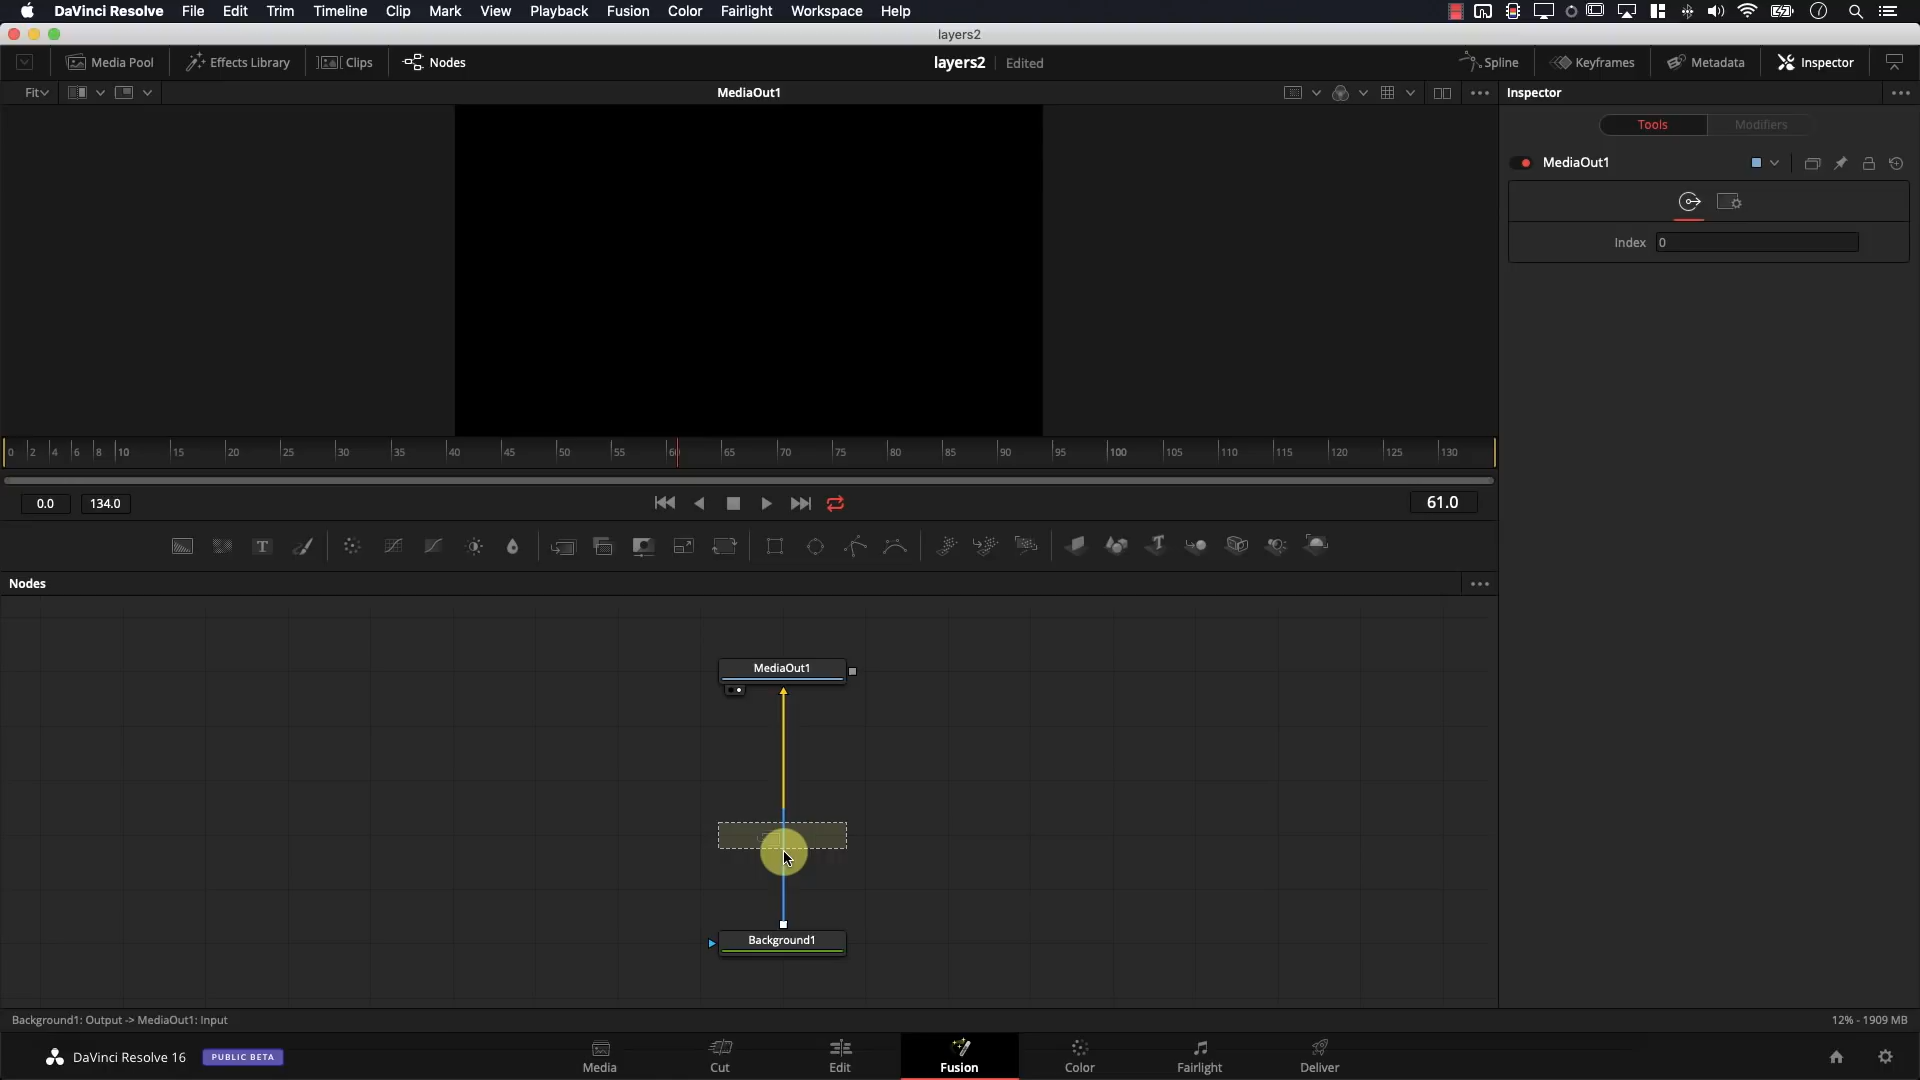 DaVinci Resolve File Edit Trim Timeline Clip Mark View Playback Fusion Color Fairlight Workspace Help
layers2
Media Pool Effects Library Clips Nodes layers2 Edited Spline Keyframes Metadata Inspector
Fit MediaOut1 Inspector
Tools Modifiers
MediaOut1
Index 0
0 2 4 6 8 10 15 20 25 30 35 40 45 50 55 60 65 70 75 80 85 90 95 100 105 110 115 120 125 130
0.0 134.0 61.0
T T
Nodes
MediaOut1
Background1
Background1: Output -> MediaOut1: Input 12% - 1909 MB
DaVinci Resolve 16 PUBLIC BETA Media Cut Edit Fusion Color Fairlight Deliver